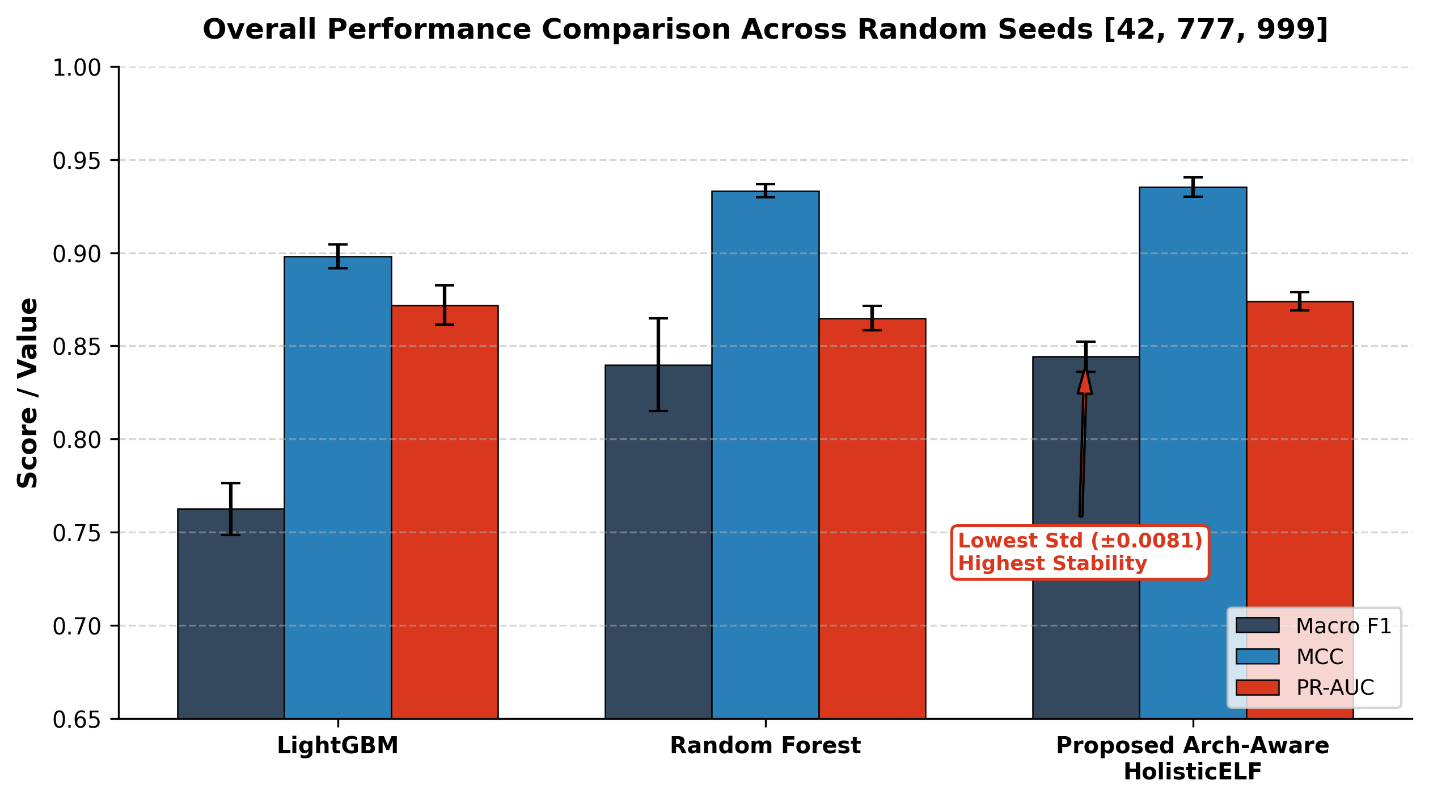 Overall Performance Comparison Across Random Seeds [42, 777, 999]
Score / Value
1.00
0.95
0.90
0.85
0.80
0.75
0.70
0.65
Lowest Std (±0.0081)
Highest Stability
Macro F1
MCC
PR-AUC
LightGBM
Random Forest
Proposed Arch-Aware
HolisticELF